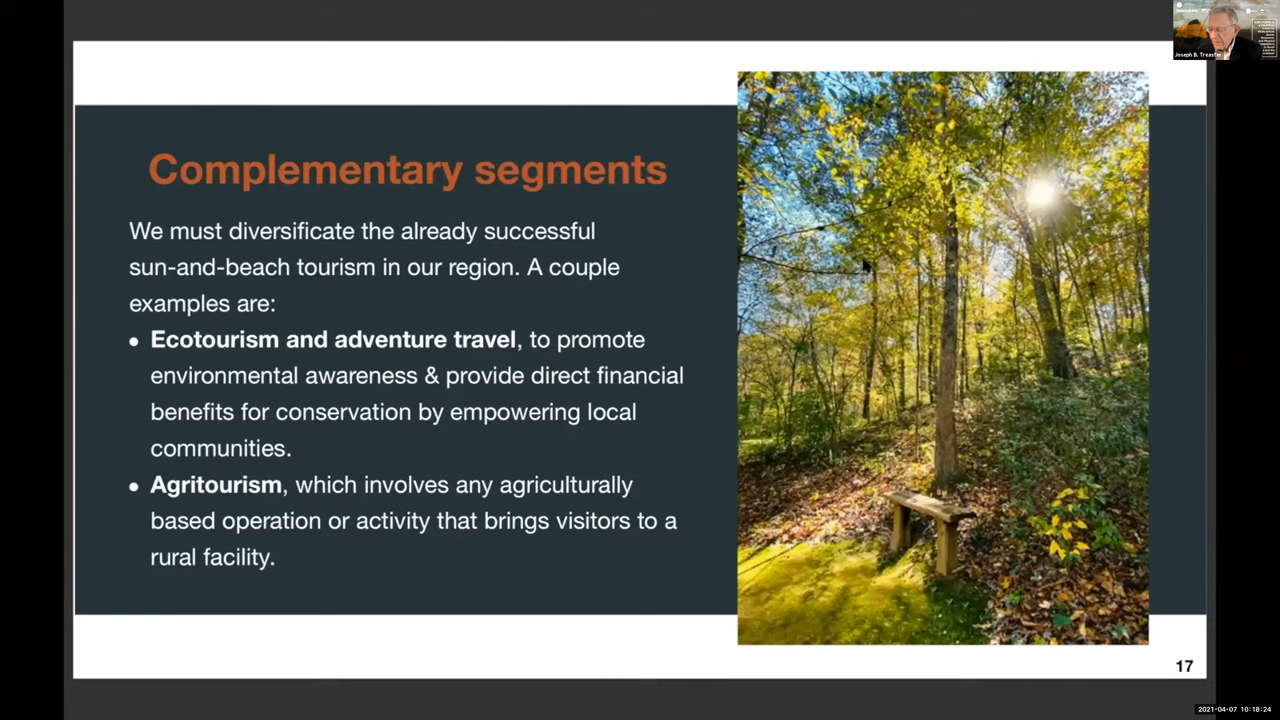 Joseph B. Treaster
Complementary segments
We must diversificate the already successful
sun-and-beach tourism in our region. A couple
examples are:
• Ecotourism and adventure travel, to promote
environmental awareness & provide direct financial
benefits for conservation by empowering local
communities.
• Agritourism, which involves any agriculturally
based operation or activity that brings visitors to a
rural facility.
17
2021-04-07 10:18:24